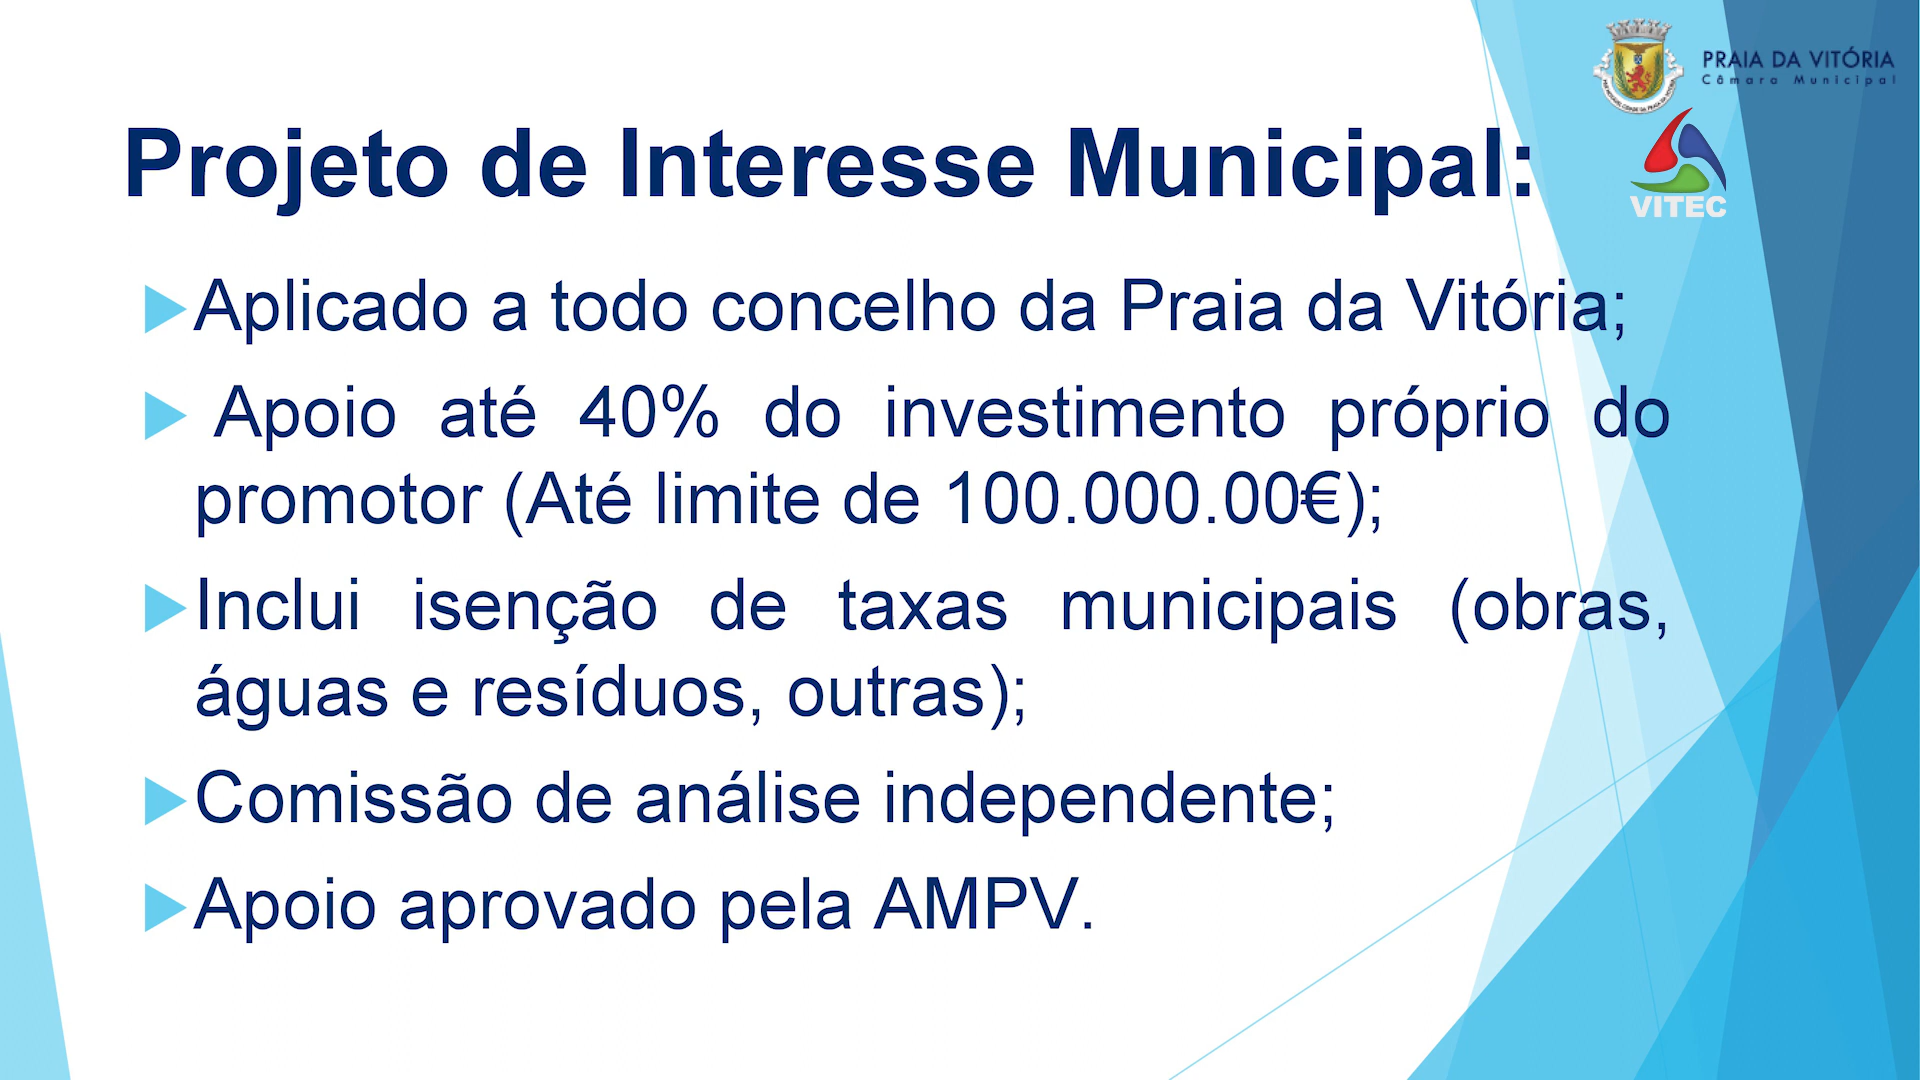 PRAIA DA VITÓRIA
Câmara Municipal
VITEC
Projeto de Interesse Municipal:
Aplicado a todo concelho da Praia da Vitória;
Apoio até 40% do investimento próprio do
promotor (Até limite de 100.000.00€);
Inclui isenção de taxas municipais (obras,
águas e resíduos, outras);
Comissão de análise independente;
Apoio aprovado pela AMPV.